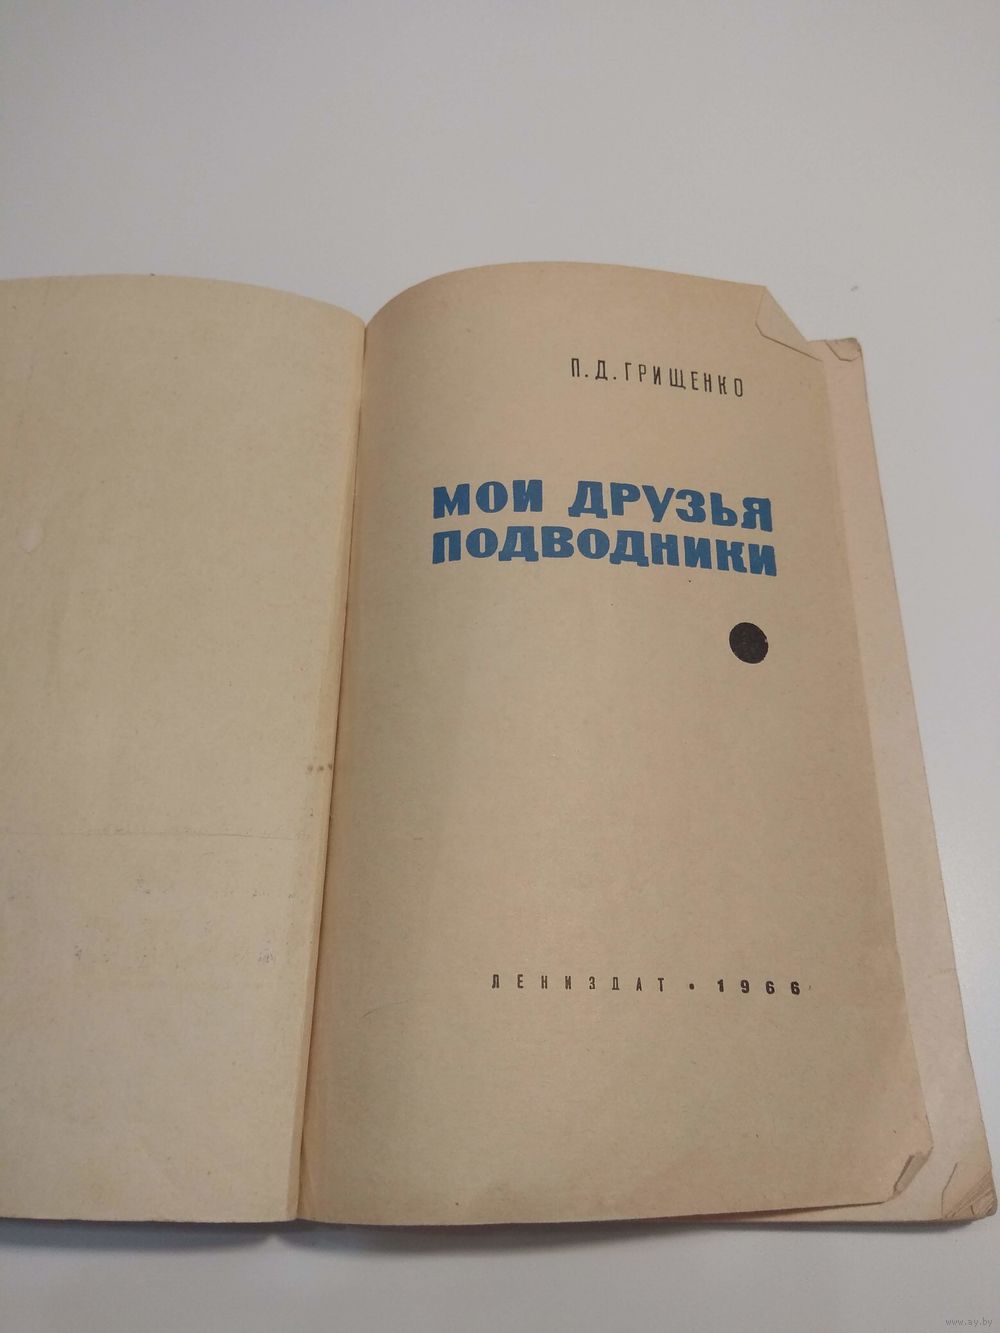 П. Д. ГРИЩЕНКО
МОИ ДРУЗЬЯ
ПОДВОДНИКИ
ЛЕНИЗДАТ • 1966
www.ay.by